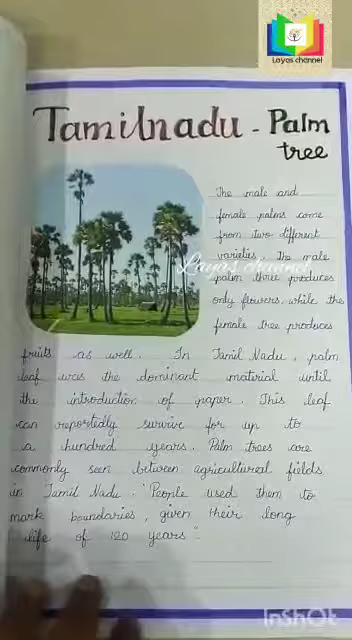 Layas channel
Tamilnadu - Palm
tree
The male and
female palms come
from two different
varieties. The male
Layas channel
palm three produces
only flowers, while the
female tree produces
fruits as well. In Tamil Nadu, palm
leaf was the dominant material until
the introduction of paper. This leaf
can reportedly survive for up to
a hundred years. Palm trees are
commonly seen between agricultural fields
in Tamil Nadu. "People used them to
mark boundaries, given their long
life of 120 years".
InShOt